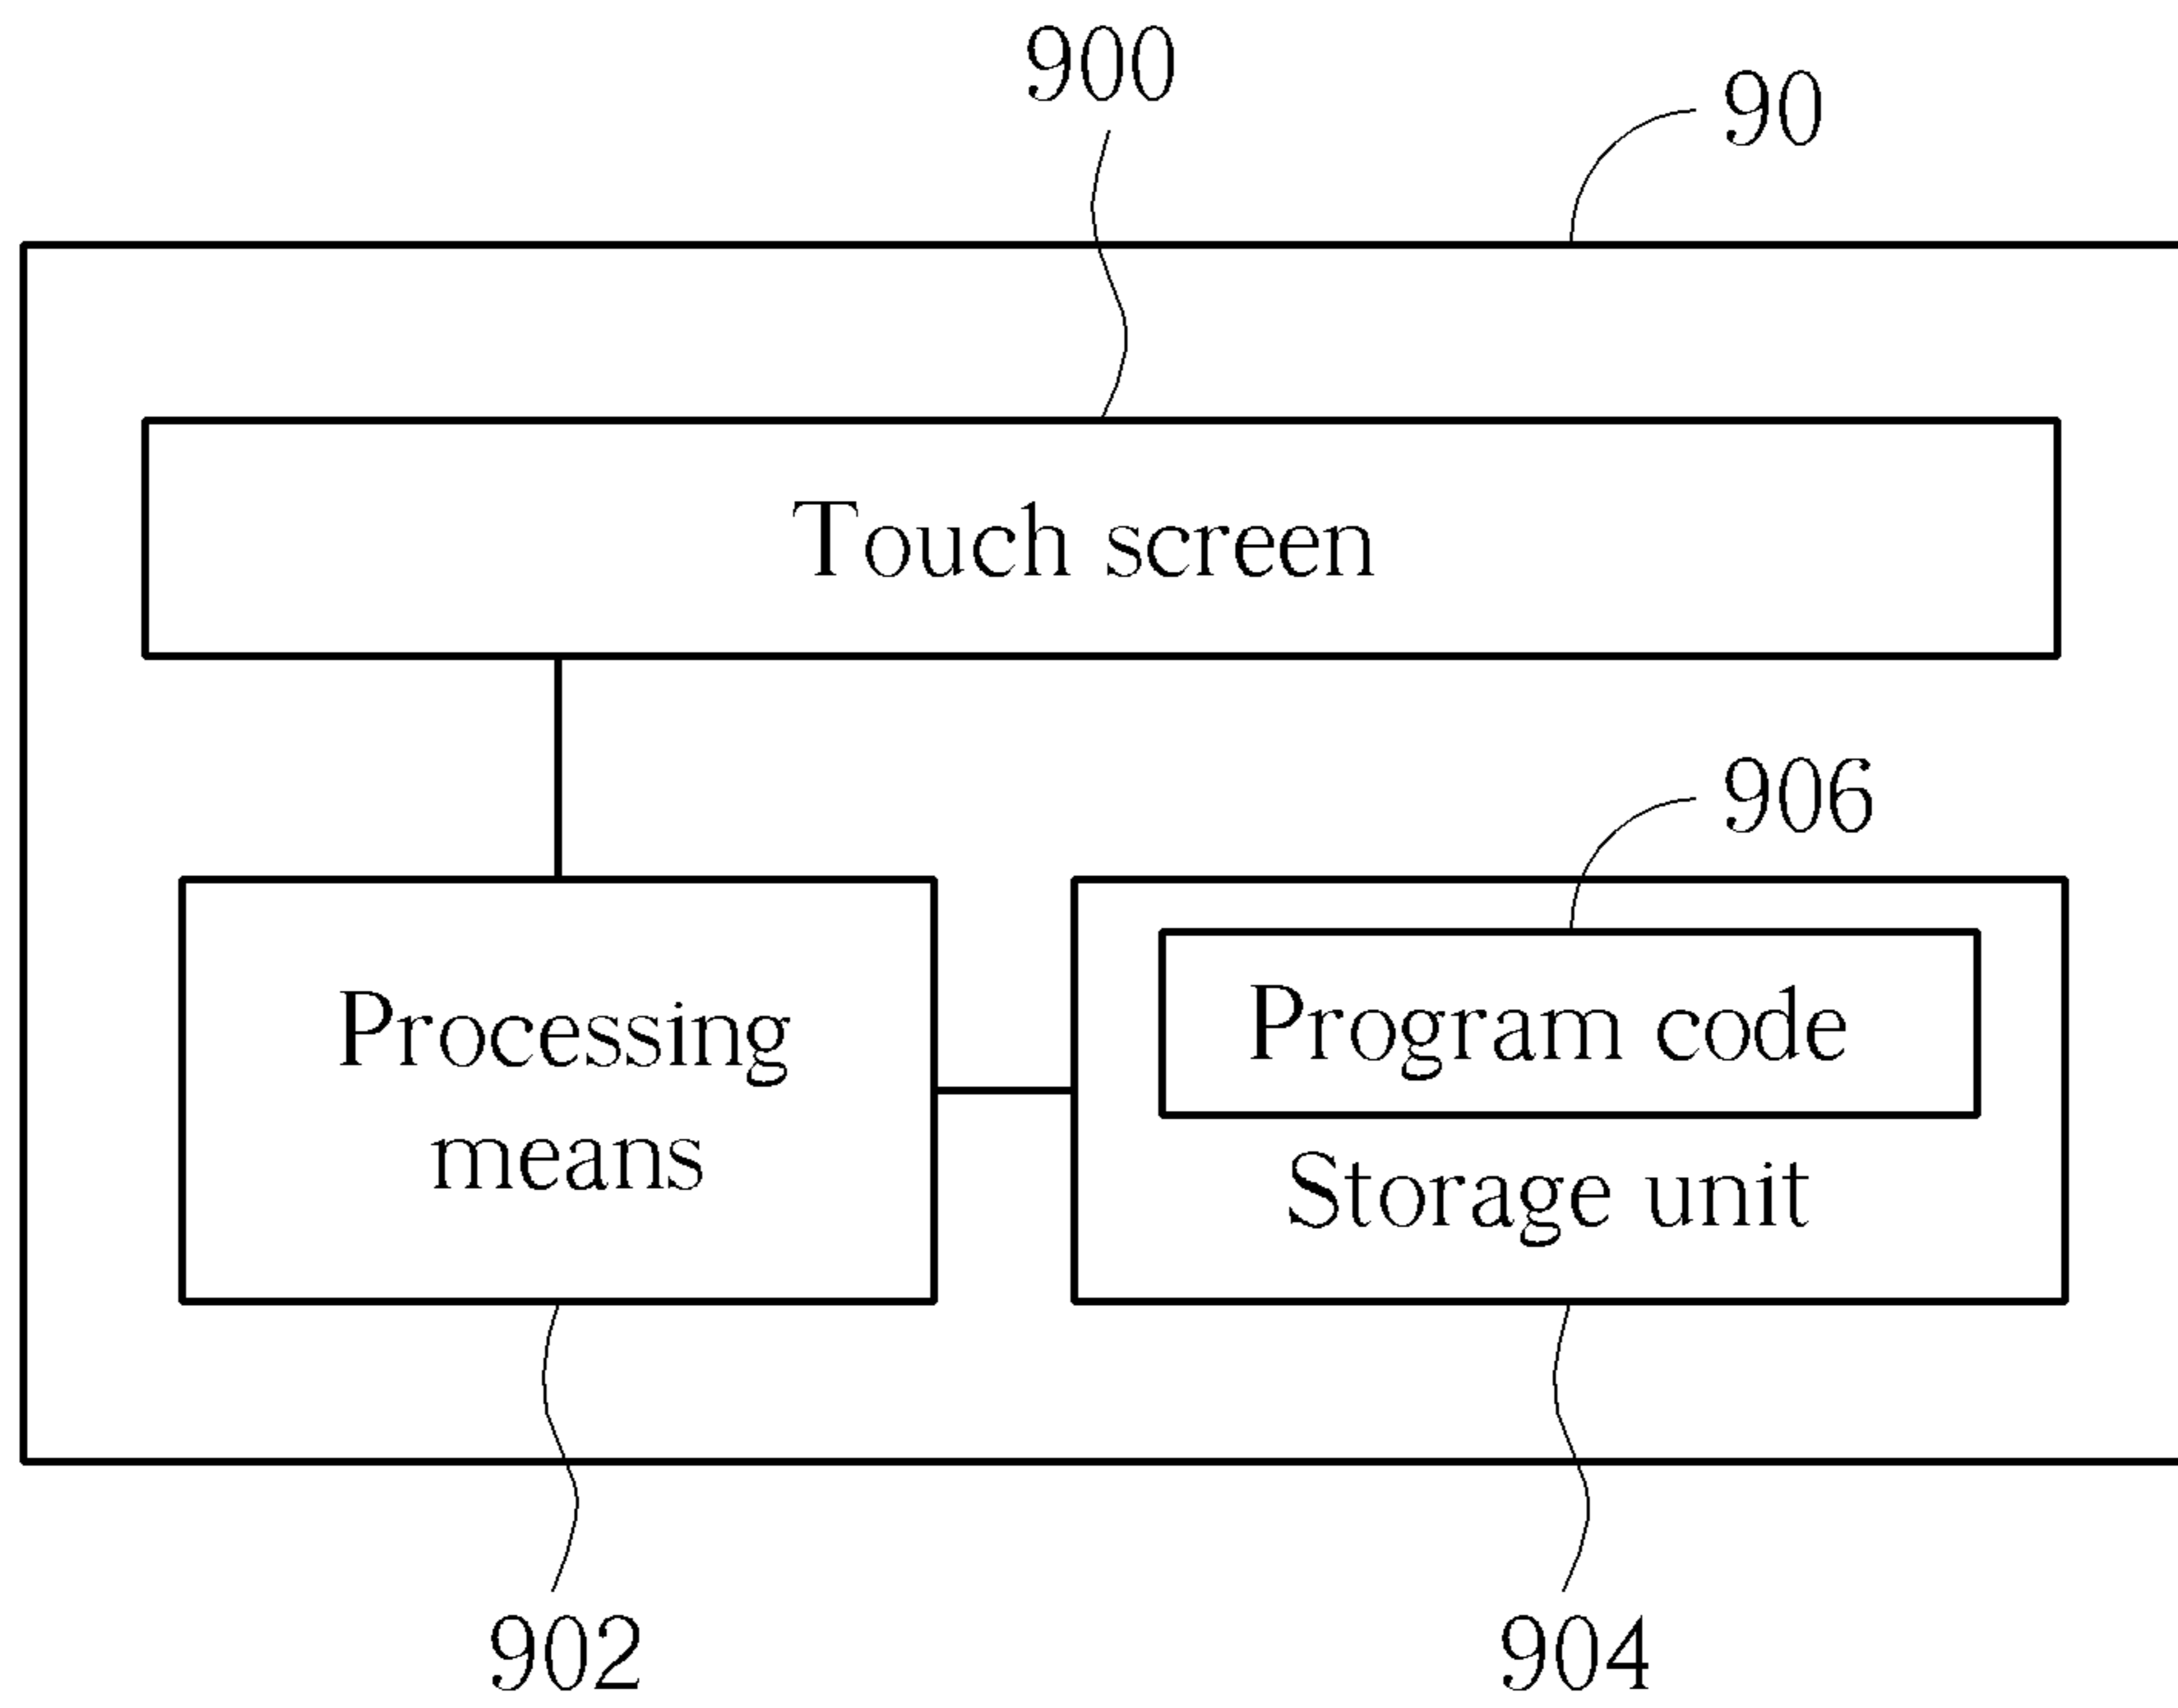 900
90
Touch screen
906
Processing
means
Program code
Storage unit
902
904